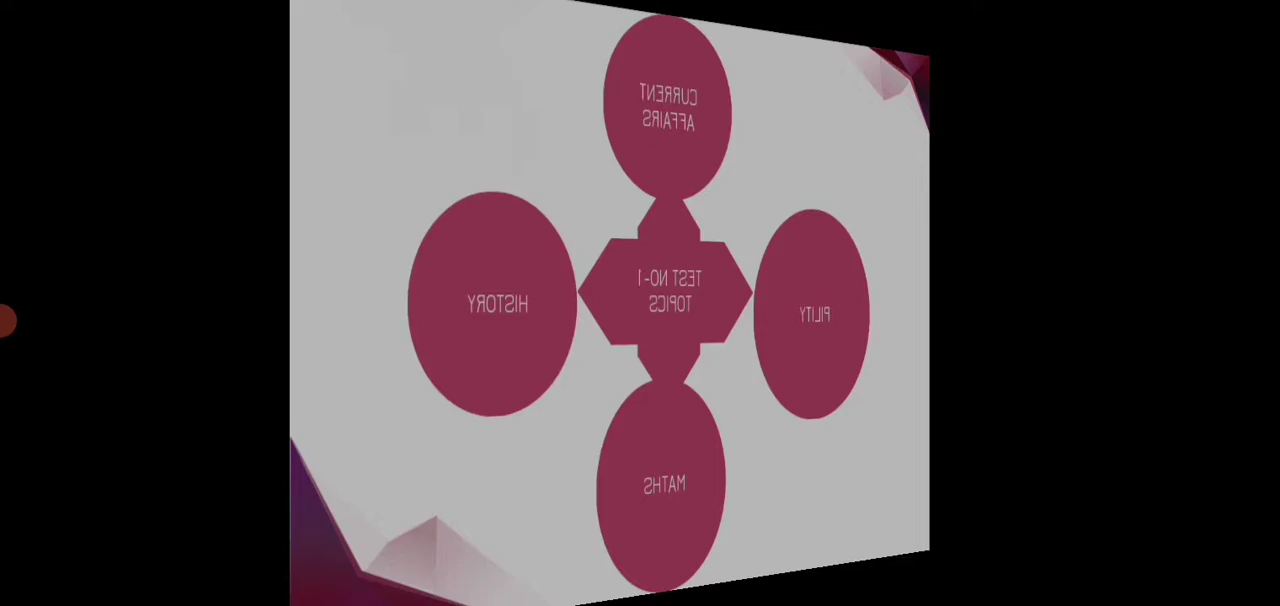 CURRENT
AFFAIRS
HISTORY
TEST NO-1
TOPICS
PILITY
MATHS